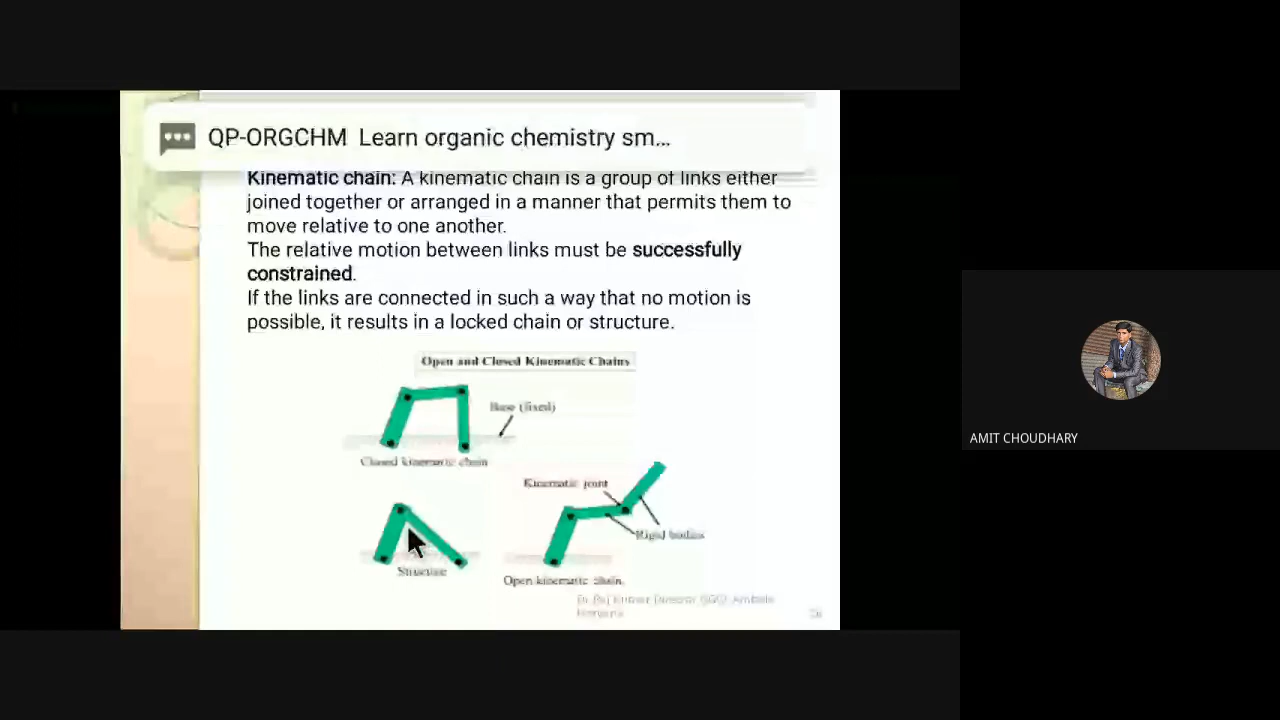 QP-ORGCHM Learn organic chemistry sm...
Kinematic chain: A kinematic chain is a group of links either
joined together or arranged in a manner that permits them to
move relative to one another.
The relative motion between links must be successfully
constrained.
If the links are connected in such a way that no motion is
possible, it results in a locked chain or structure.
Open and Closed Kinematic Chains
Base (fixed)
Closed kinematic chain
Kinematic joint
Rigid bodies
Structure
Open kinematic chain
AMIT CHOUDHARY